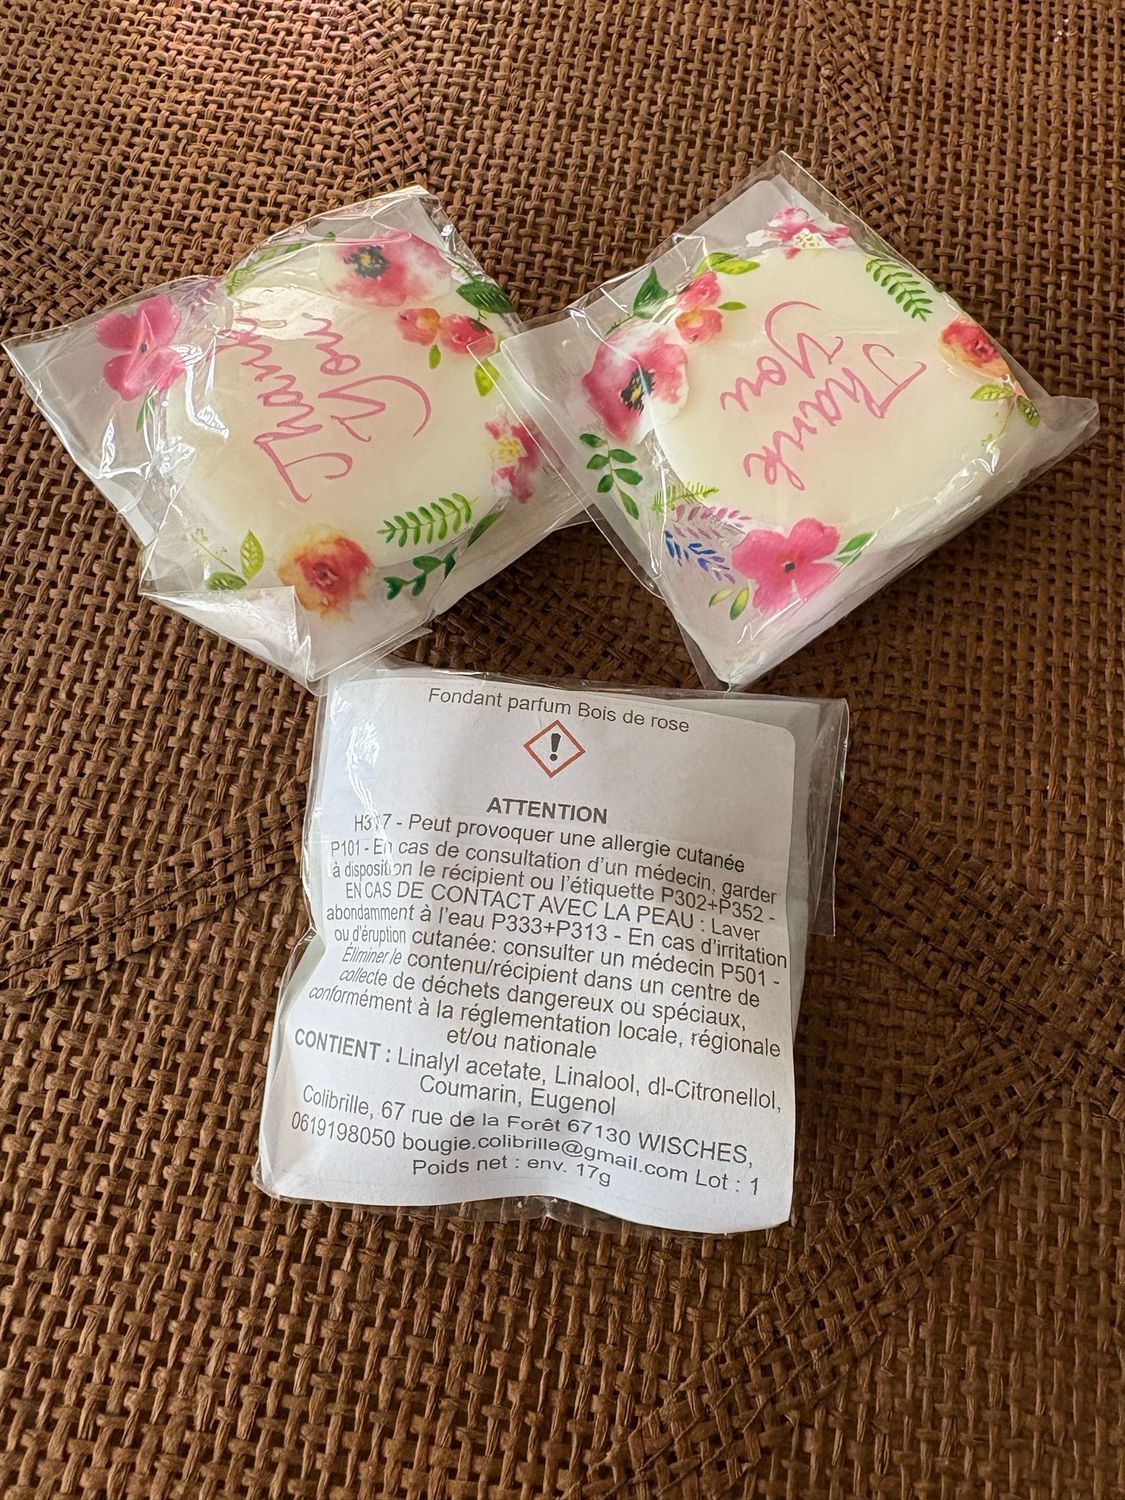 Thank
You
Thank
You
Fondant parfum Bois de rose
ATTENTION
H317 - Peut provoquer une allergie cutanée
P101 - En cas de consultation d'un médecin, garder
à disposition le récipient ou l'étiquette P302+P352 -
EN CAS DE CONTACT AVEC LA PEAU : Laver
abondamment à l'eau P333+P313 - En cas d'irritation
ou d'éruption cutanée: consulter un médecin P501 -
Éliminer le contenu/récipient dans un centre de
collecte de déchets dangereux ou spéciaux,
conformément à la réglementation locale, régionale
et/ou nationale
CONTIENT : Linalyl acetate, Linalool, dl-Citronellol,
Coumarin, Eugenol
Colibrille, 67 rue de la Forêt 67130 WISCHES,
0619198050 bougie.colibrille@gmail.com Lot : 1
Poids net : env. 17g